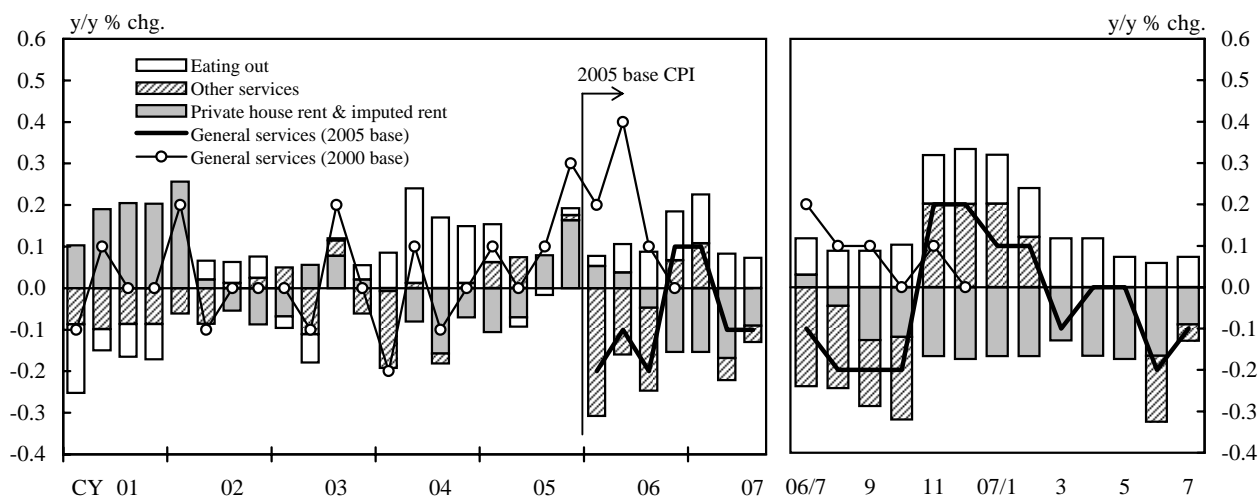 y/y % chg.
y/y % chg.
0.6
0.5
0.4
0.3
0.2
0.1
0.0
-0.1
-0.2
-0.3
-0.4
Eating out
Other services
Private house rent & imputed rent
General services (2005 base)
General services (2000 base)
2005 base CPI
0.6
0.5
0.4
0.3
0.2
0.1
0.0
-0.1
-0.2
-0.3
-0.4
CY 01 02 03 04 05 06 07
06/7 9 11 07/1 3 5 7